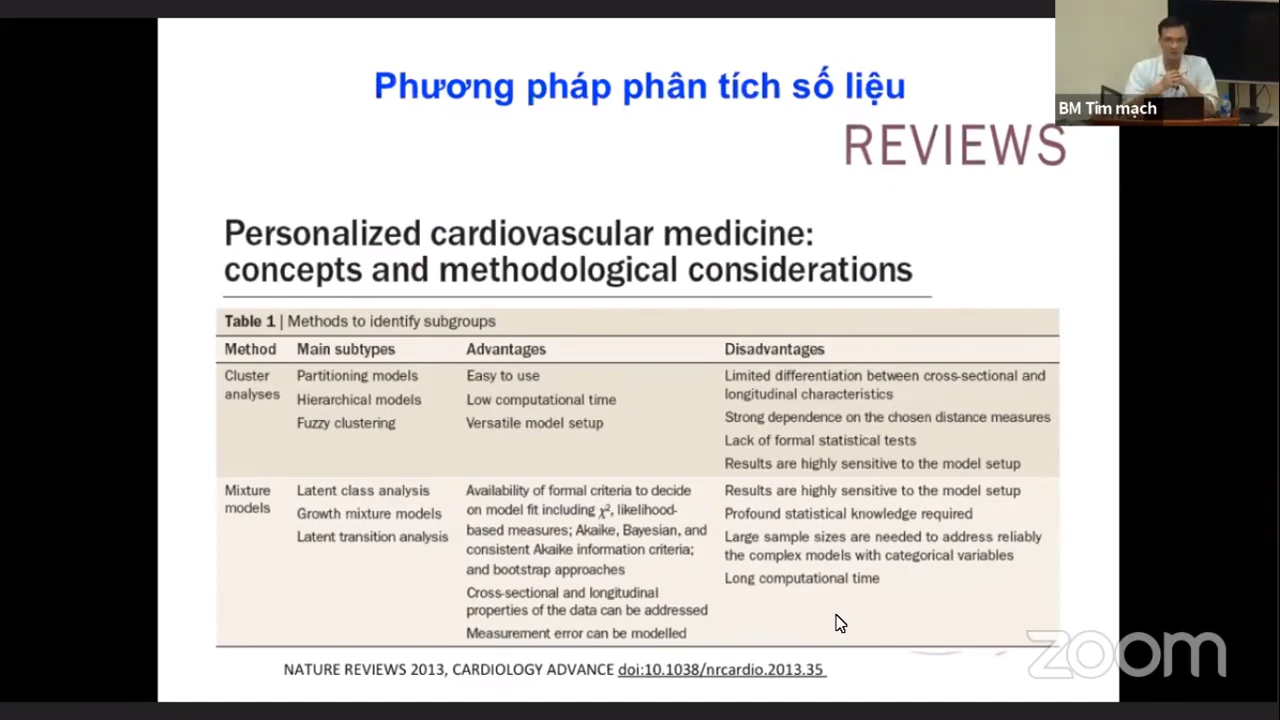 Phương pháp phân tích số liệu
BM Tim mạch
REVIEWS
Personalized cardiovascular medicine:
concepts and methodological considerations
Table 1 | Methods to identify subgroups
Method Main subtypes Advantages Disadvantages
Cluster
analyses
Partitioning models
Hierarchical models
Fuzzy clustering
Easy to use
Low computational time
Versatile model setup
Limited differentiation between cross-sectional and
longitudinal characteristics
Strong dependence on the chosen distance measures
Lack of formal statistical tests
Results are highly sensitive to the model setup
Mixture
models
Latent class analysis
Growth mixture models
Latent transition analysis
Availability of formal criteria to decide
on model fit including χ², likelihood-
based measures; Akaike, Bayesian, and
consistent Akaike information criteria;
and bootstrap approaches
Cross-sectional and longitudinal
properties of the data can be addressed
Measurement error can be modelled
Results are highly sensitive to the model setup
Profound statistical knowledge required
Large sample sizes are needed to address reliably
the complex models with categorical variables
Long computational time
NATURE REVIEWS 2013, CARDIOLOGY ADVANCE doi:10.1038/nrcardio.2013.35
zoom